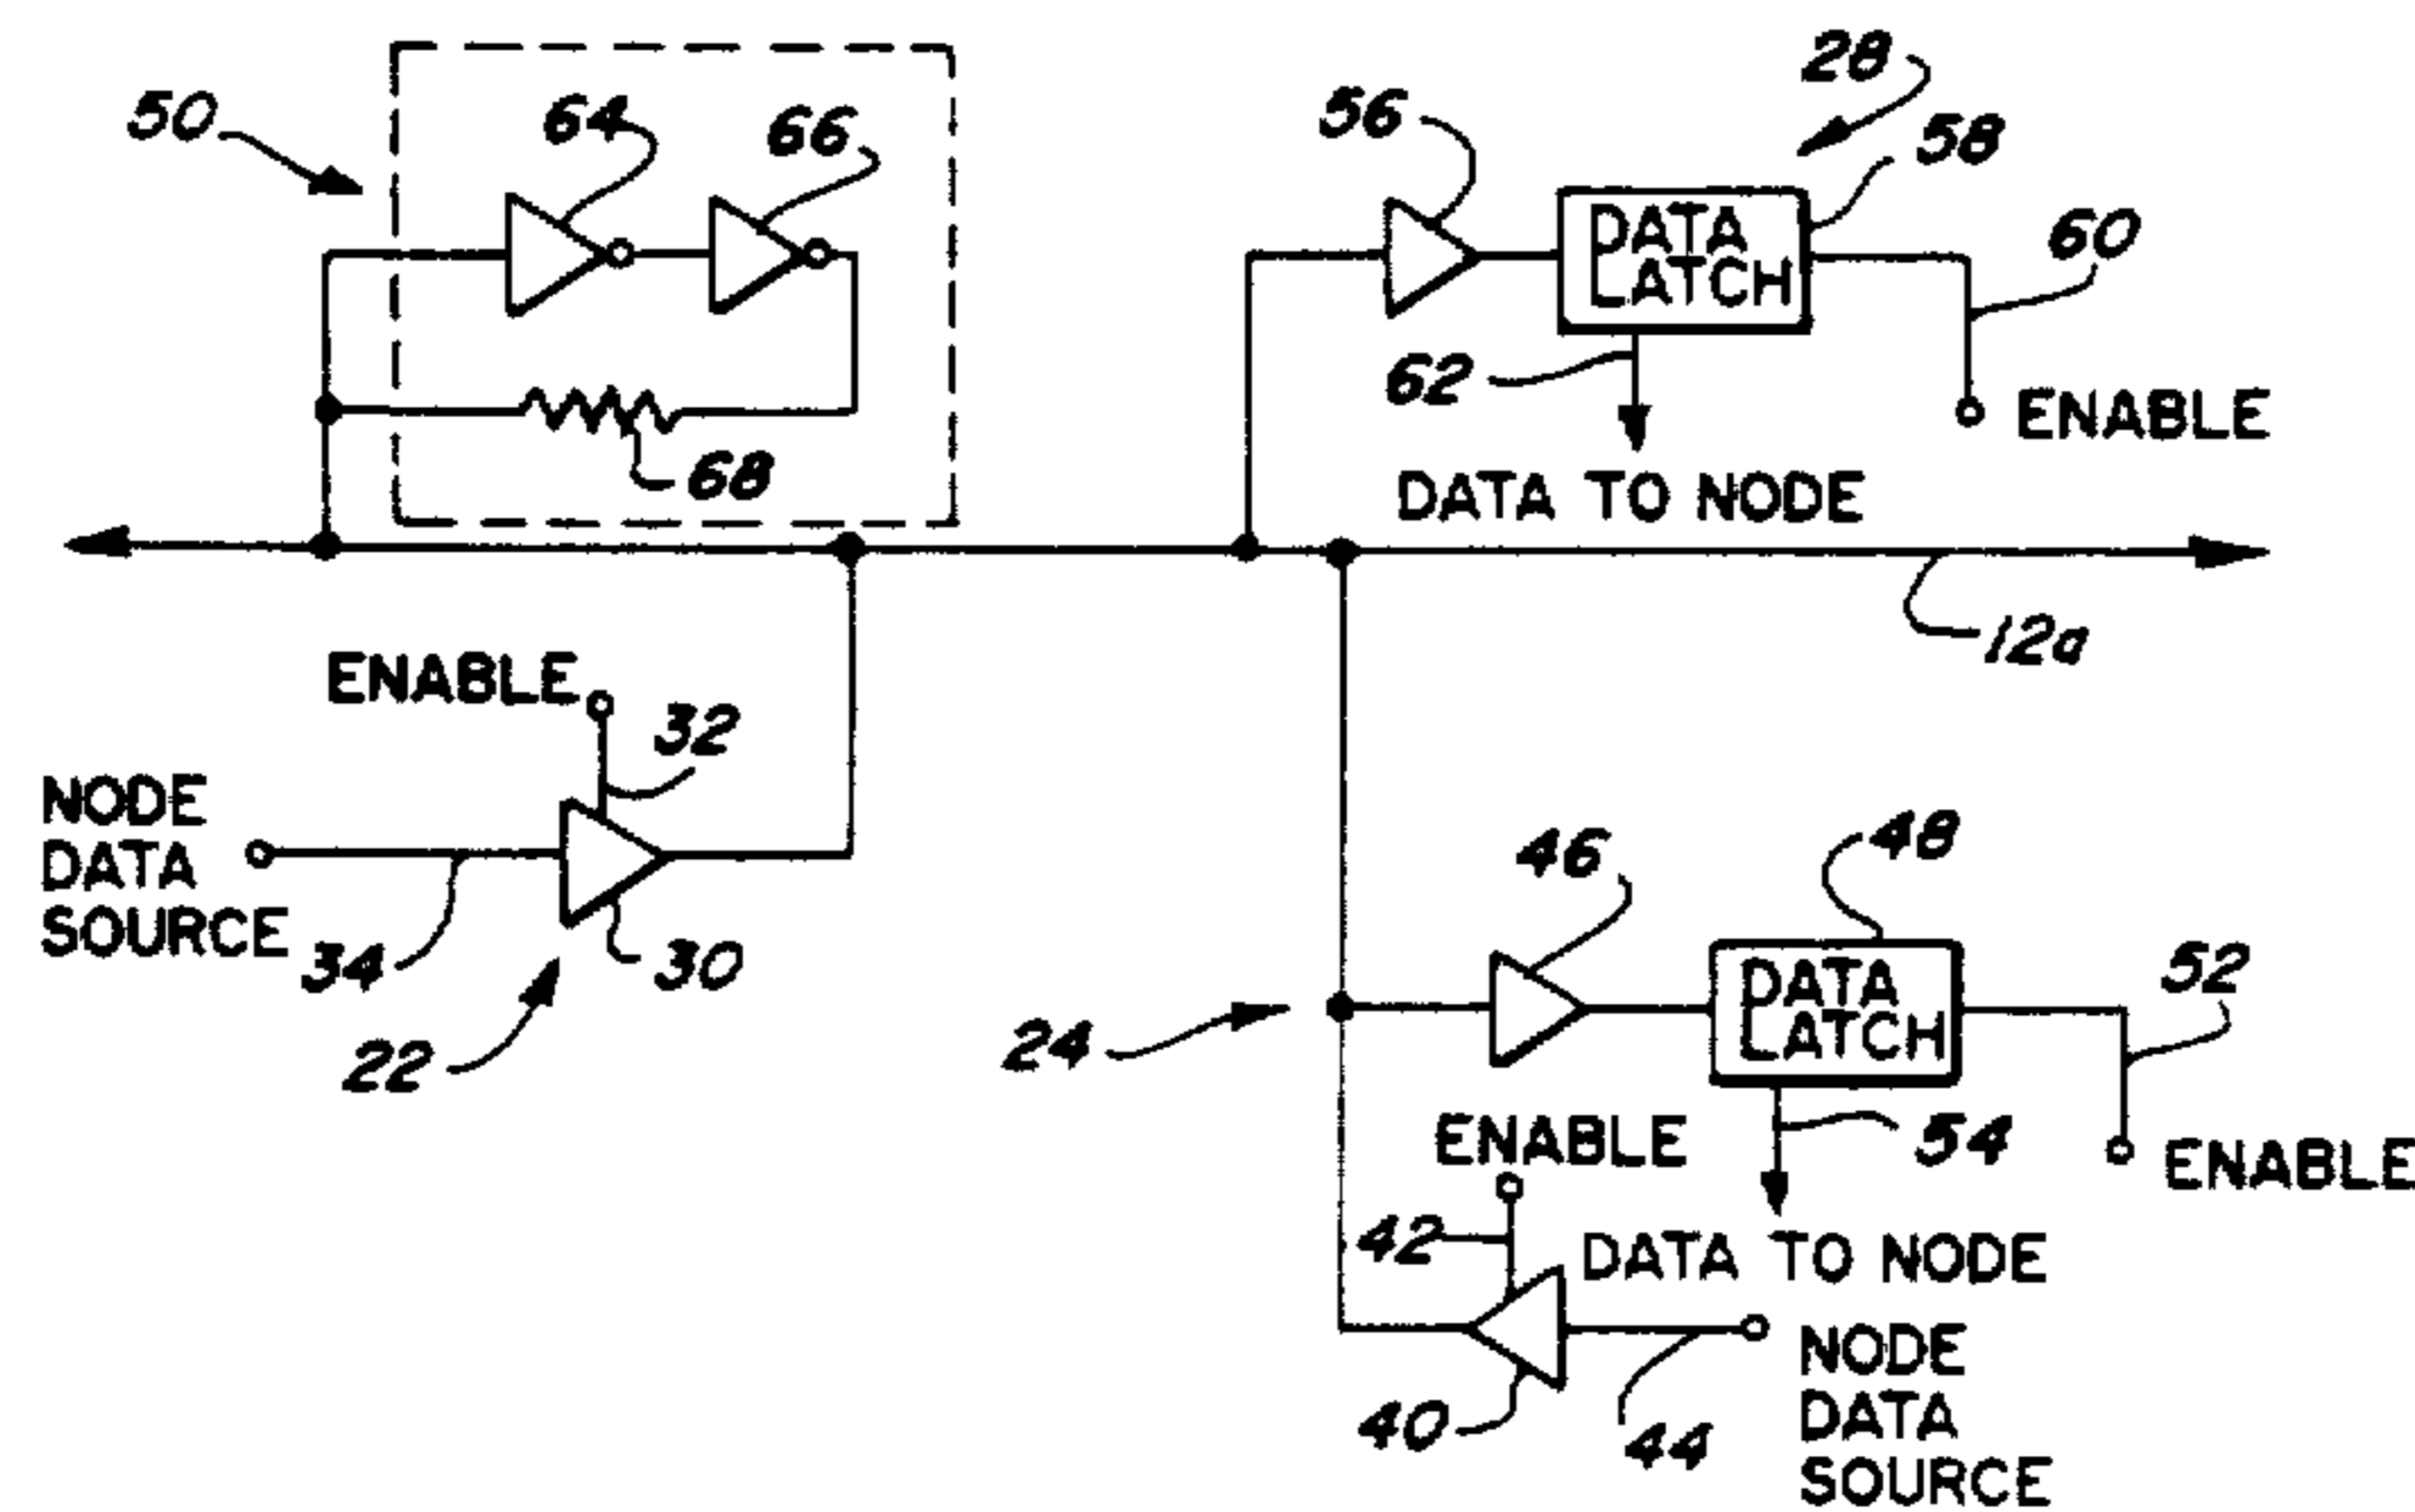 28
50
64
66
56
58
60
DATA
LATCH
62
68
ENABLE
DATA TO NODE
12a
ENABLE
32
NODE
DATA
SOURCE
34
30
22
46
48
DATA
LATCH
52
24
ENABLE
54
ENABLE
42
DATA TO NODE
40
44
NODE
DATA
SOURCE